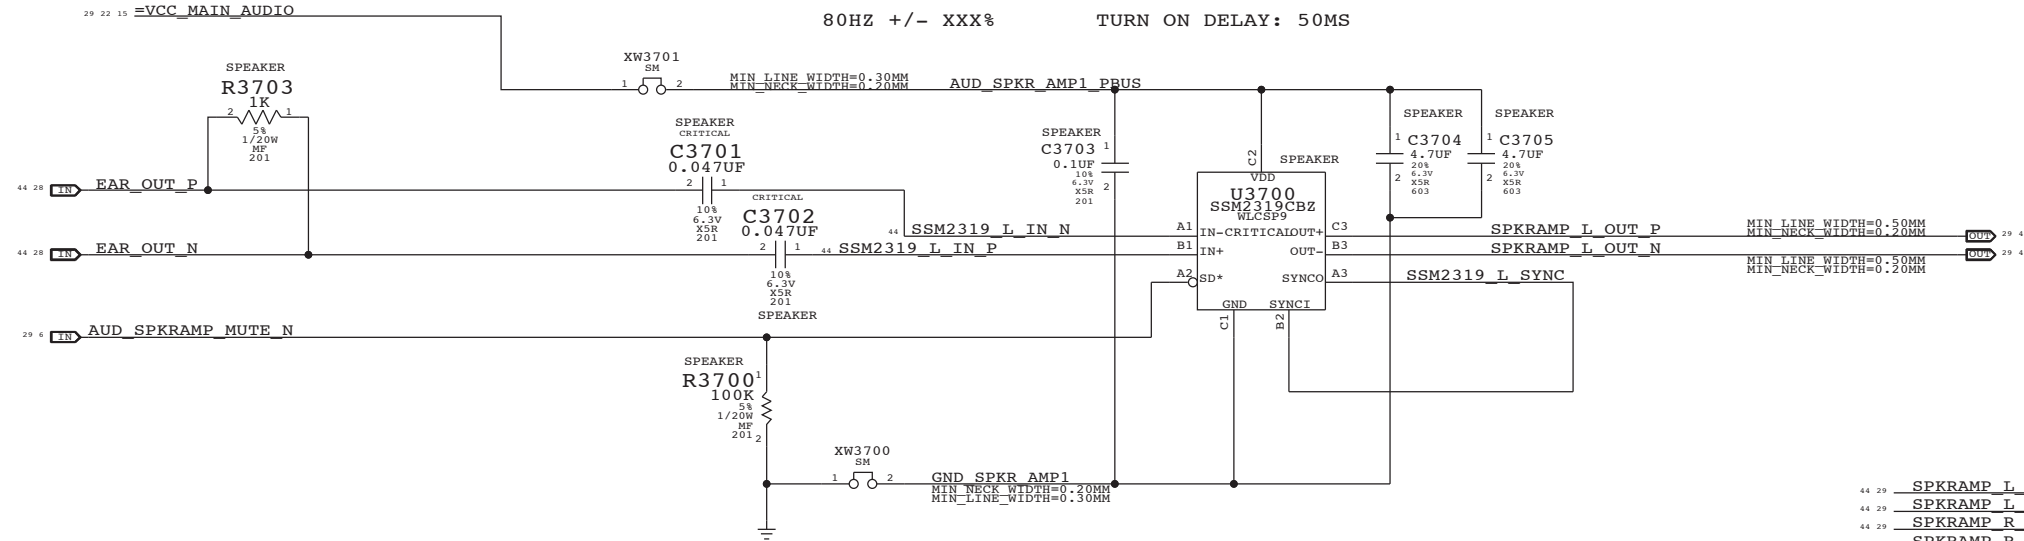 29 22 15 =VCC_MAIN_AUDIO
80HZ +/- XXX%
TURN ON DELAY: 50MS
XW3701
SM
1 2
MIN_LINE_WIDTH=0.30MM
MIN_NECK_WIDTH=0.20MM
AUD_SPKR_AMP1_PBUS
SPEAKER
R3703
1K
2 1
5%
1/20W
MF
201
SPEAKER
CRITICAL
C3701
0.047UF
2 1
10%
6.3V
X5R
201
CRITICAL
C3702
0.047UF
2 1
10%
6.3V
X5R
201
SPEAKER
SPEAKER
C3703
0.1UF
10%
6.3V
X5R
201
1
2
SPEAKER
C3704
4.7UF
20%
6.3V
X5R
603
1
2
SPEAKER
C3705
4.7UF
20%
6.3V
X5R
603
1
2
44 28 IN EAR_OUT_P
44 28 IN EAR_OUT_N
44 SSM2319_L_IN_N
44 SSM2319_L_IN_P
C2
SPEAKER
VDD
U3700
SSM2319CBZ
WLCSP9
A1 IN- CRITICAL OUT+ C3
B1 IN+ OUT- B3
A2 SD* SYNCO A3
GND SYNCI
C1 B2
SPKRAMP_L_OUT_P
MIN_LINE_WIDTH=0.50MM
MIN_NECK_WIDTH=0.20MM
OUT 29 4
SPKRAMP_L_OUT_N
MIN_LINE_WIDTH=0.50MM
MIN_NECK_WIDTH=0.20MM
OUT 29 4
SSM2319_L_SYNC
29 6 IN AUD_SPKRAMP_MUTE_N
SPEAKER
R3700
100K
5%
1/20W
MF
201
1
2
XW3700
SM
1 2
GND_SPKR_AMP1
MIN_NECK_WIDTH=0.20MM
MIN_LINE_WIDTH=0.30MM
44 29 SPKRAMP_L_
44 29 SPKRAMP_L_
44 29 SPKRAMP_R_